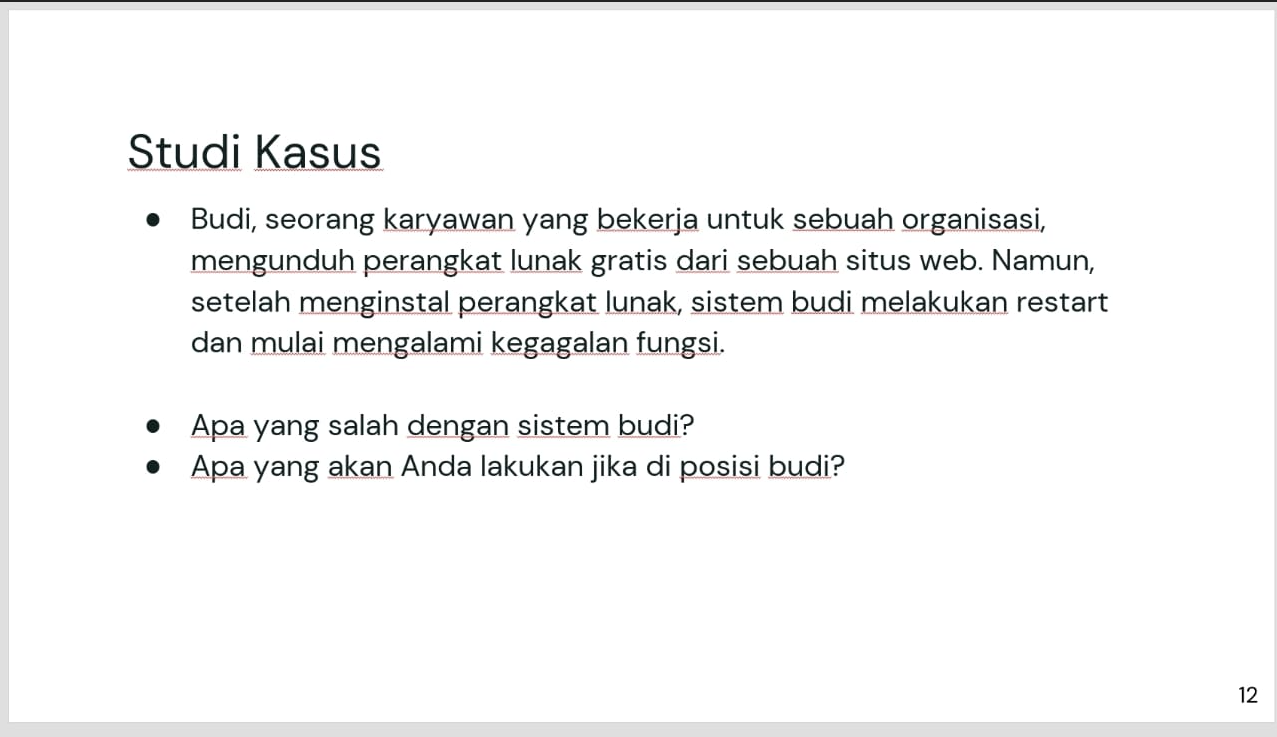 Studi Kasus
● Budi, seorang karyawan yang bekerja untuk sebuah organisasi,
mengunduh perangkat lunak gratis dari sebuah situs web. Namun,
setelah menginstal perangkat lunak, sistem budi melakukan restart
dan mulai mengalami kegagalan fungsi.
● Apa yang salah dengan sistem budi?
● Apa yang akan Anda lakukan jika di posisi budi?
12